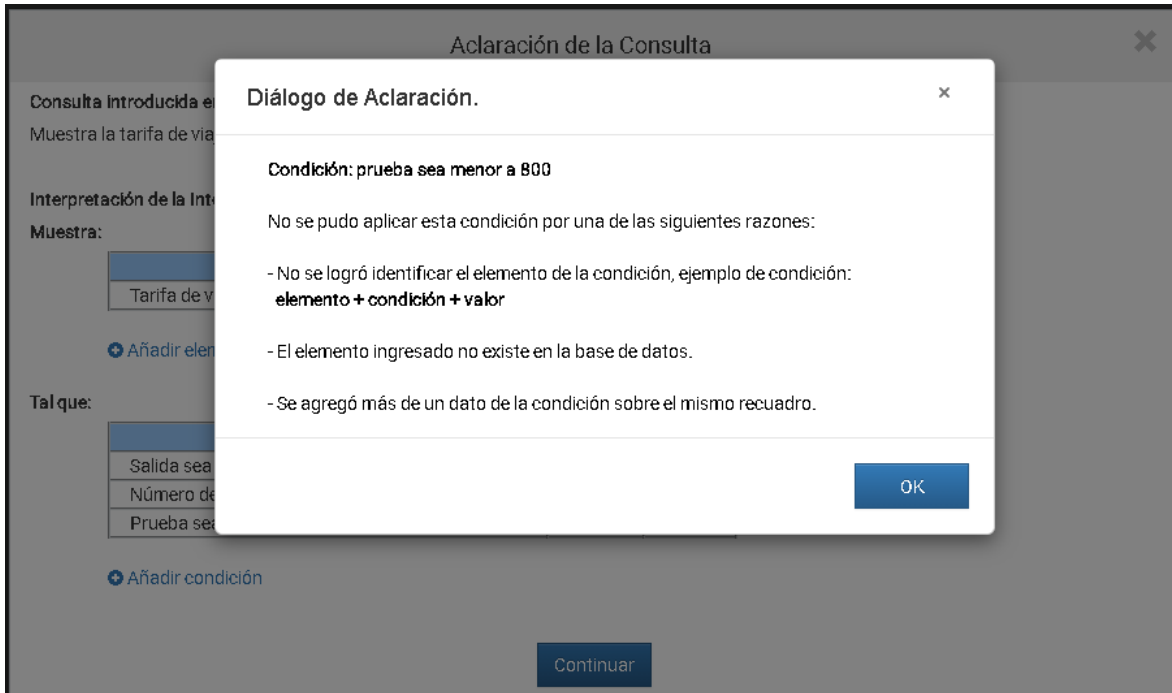 Aclaración de la Consulta
Diálogo de Aclaración.
Consulta introducida
Muestra la tarifa de
Condición: prueba sea menor a 800
Interpretación de la
No se pudo aplicar esta condición por una de las siguientes razones:
Muestra:
- No se logró identificar el elemento de la condición, ejemplo de condición:
Tarifa de
elemento + condición + valor
Añadir
- El elemento ingresado no existe en la base de datos.
Tal que:
- Se agregó más de un dato de la condición sobre el mismo recuadro.
Salida sea
OK
Número de
Prueba sea
Añadir condición
Continuar